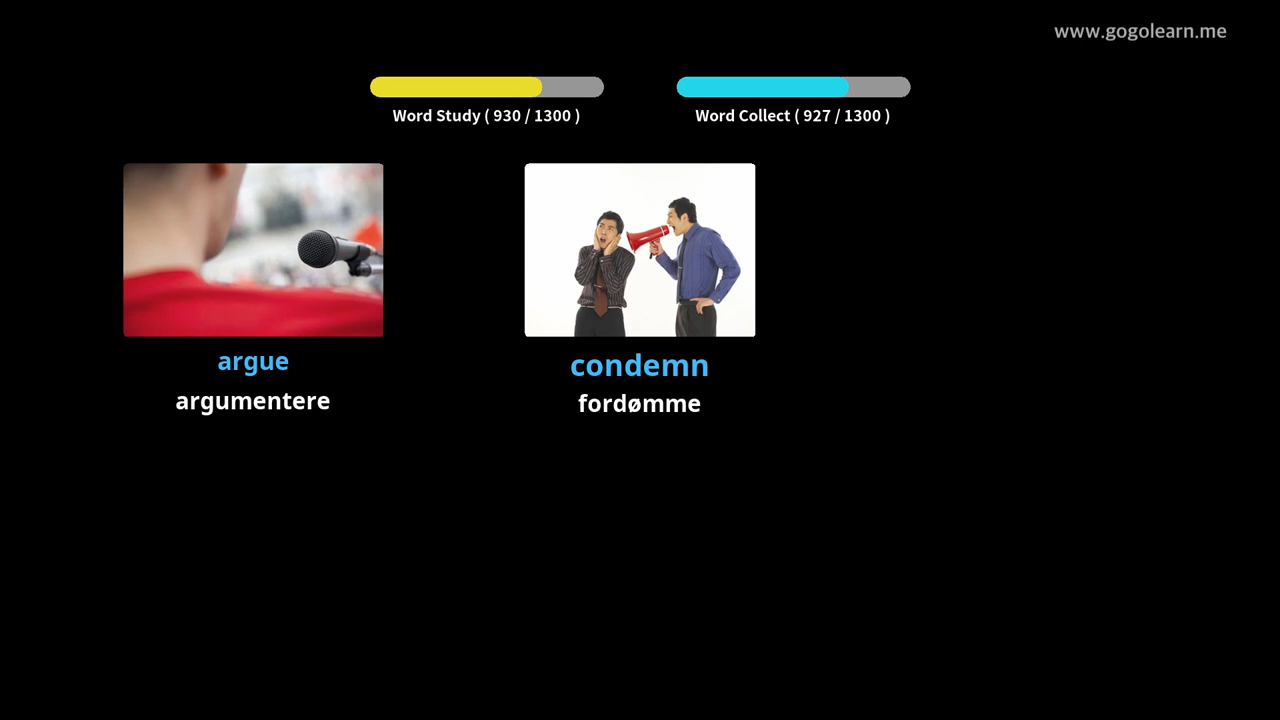 www.gogolearn.me
Word Study ( 930 / 1300 )
Word Collect ( 927 / 1300 )
argue
argumentere
condemn
fordømme